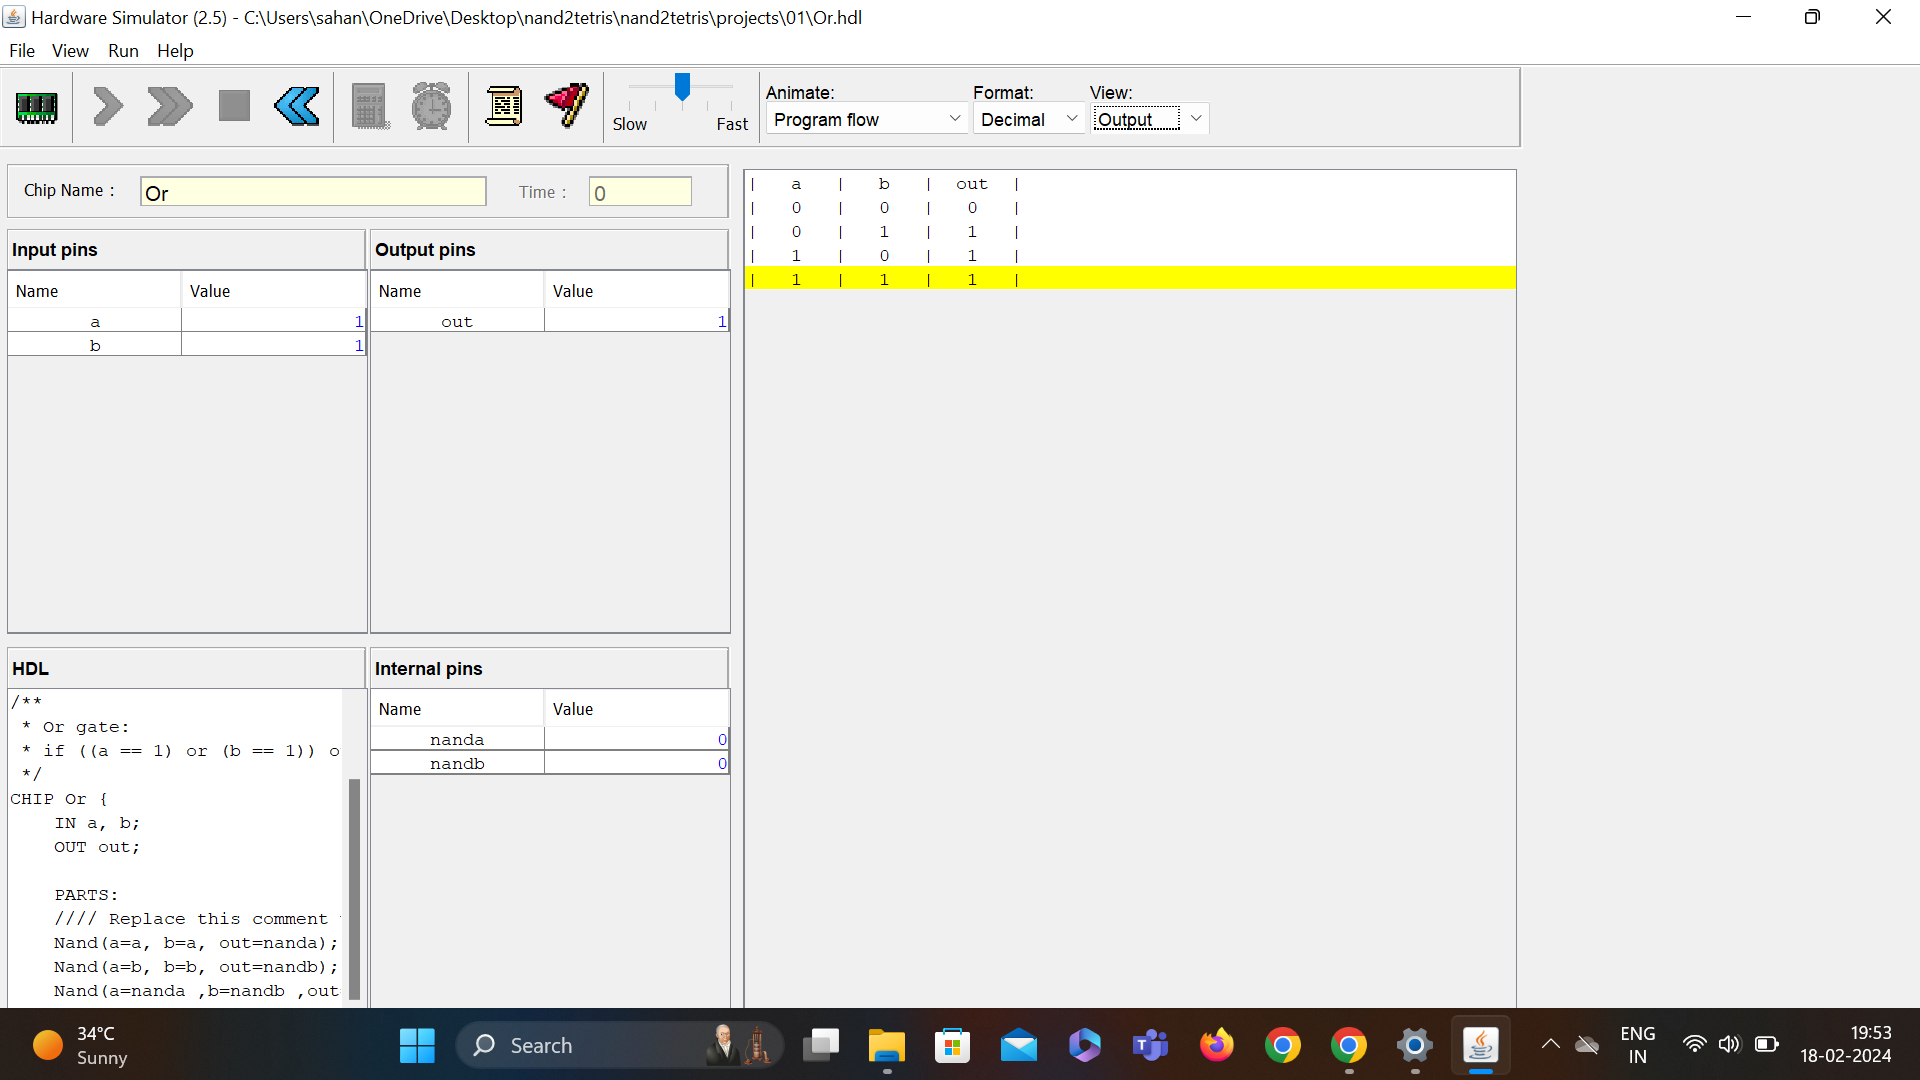 Hardware Simulator (2.5) - C:\Users\sahan\OneDrive\Desktop\nand2tetris\nand2tetris\projects\01\Or.hdl
File View Run Help
Slow Fast
Animate: Format: View:
Program flow Decimal Output
Chip Name : Or Time : 0
Input pins
Name Value
a 1
b 1
Output pins
Name Value
out 1
| a | b | out |
| 0 | 0 | 0 |
| 0 | 1 | 1 |
| 1 | 0 | 1 |
| 1 | 1 | 1 |
HDL
/**
* Or gate:
* if ((a == 1) or (b == 1)) o
*/
CHIP Or {
IN a, b;
OUT out;
PARTS:
//// Replace this comment
Nand(a=a, b=a, out=nanda);
Nand(a=b, b=b, out=nandb);
Nand(a=nanda ,b=nandb ,out
Internal pins
Name Value
nanda 0
nandb 0
34°C
Sunny
Search
ENG
IN
19:53
18-02-2024